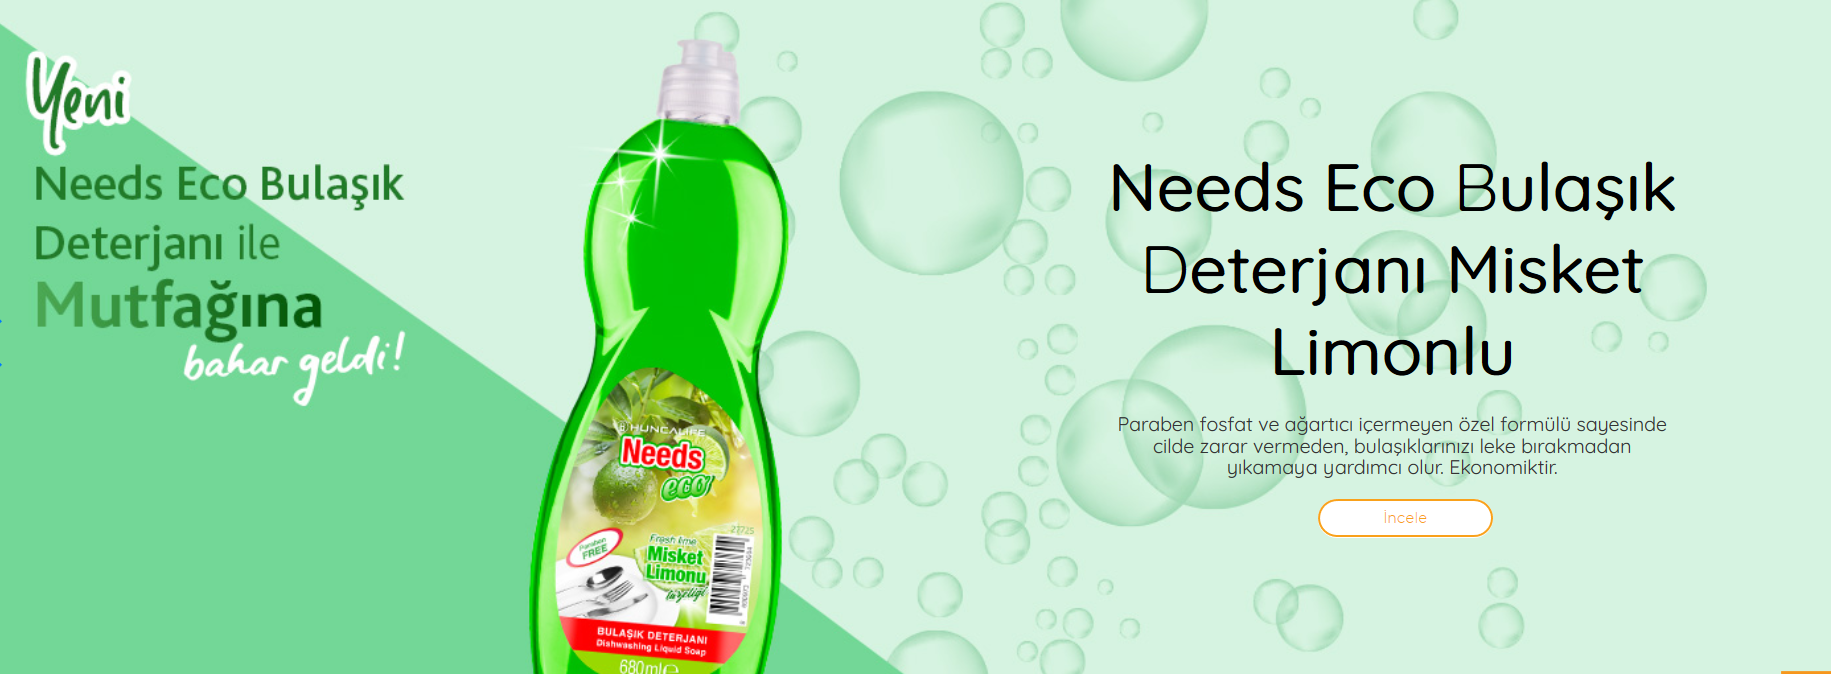 Yeni
Needs Eco Bulaşık
Deterjanı ile
Mutfağına
bahar geldi!
HUNCALIFE
Needs
eco
27725
Paraben
FREE
Fresh lime
Misket
Limonu
tazeliği
BULAŞIK DETERJANI
Dishwashing Liquid Soap
680ml℮
Needs Eco Bulaşık
Deterjanı Misket
Limonlu
Paraben fosfat ve ağartıcı içermeyen özel formülü sayesinde
cilde zarar vermeden, bulaşıklarınızı leke bırakmadan
yıkamaya yardımcı olur. Ekonomiktir.
İncele